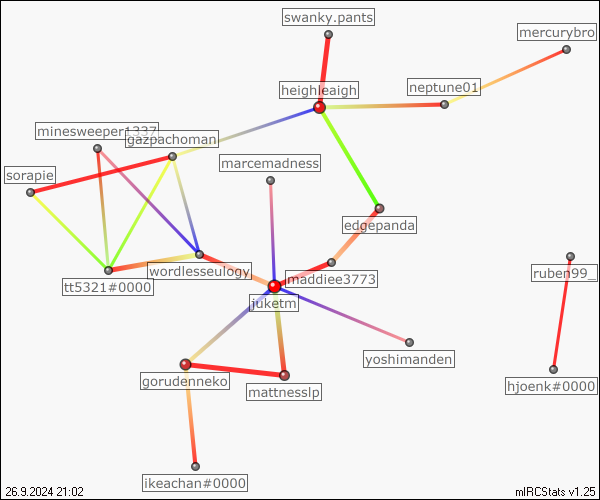 swanky.pants
mercurybro
heighleaigh
neptune01
minesweeper1337
gazpachoman
marcemadness
sorapie
edgepanda
wordlesseulogy
maddiee3773
ruben99_
tt5321#0000
juketm
yoshimanden
gorudenneko
hjoenk#0000
mattnesslp
ikeachan#0000
26.9.2024 21:02
mIRCStats v1.25